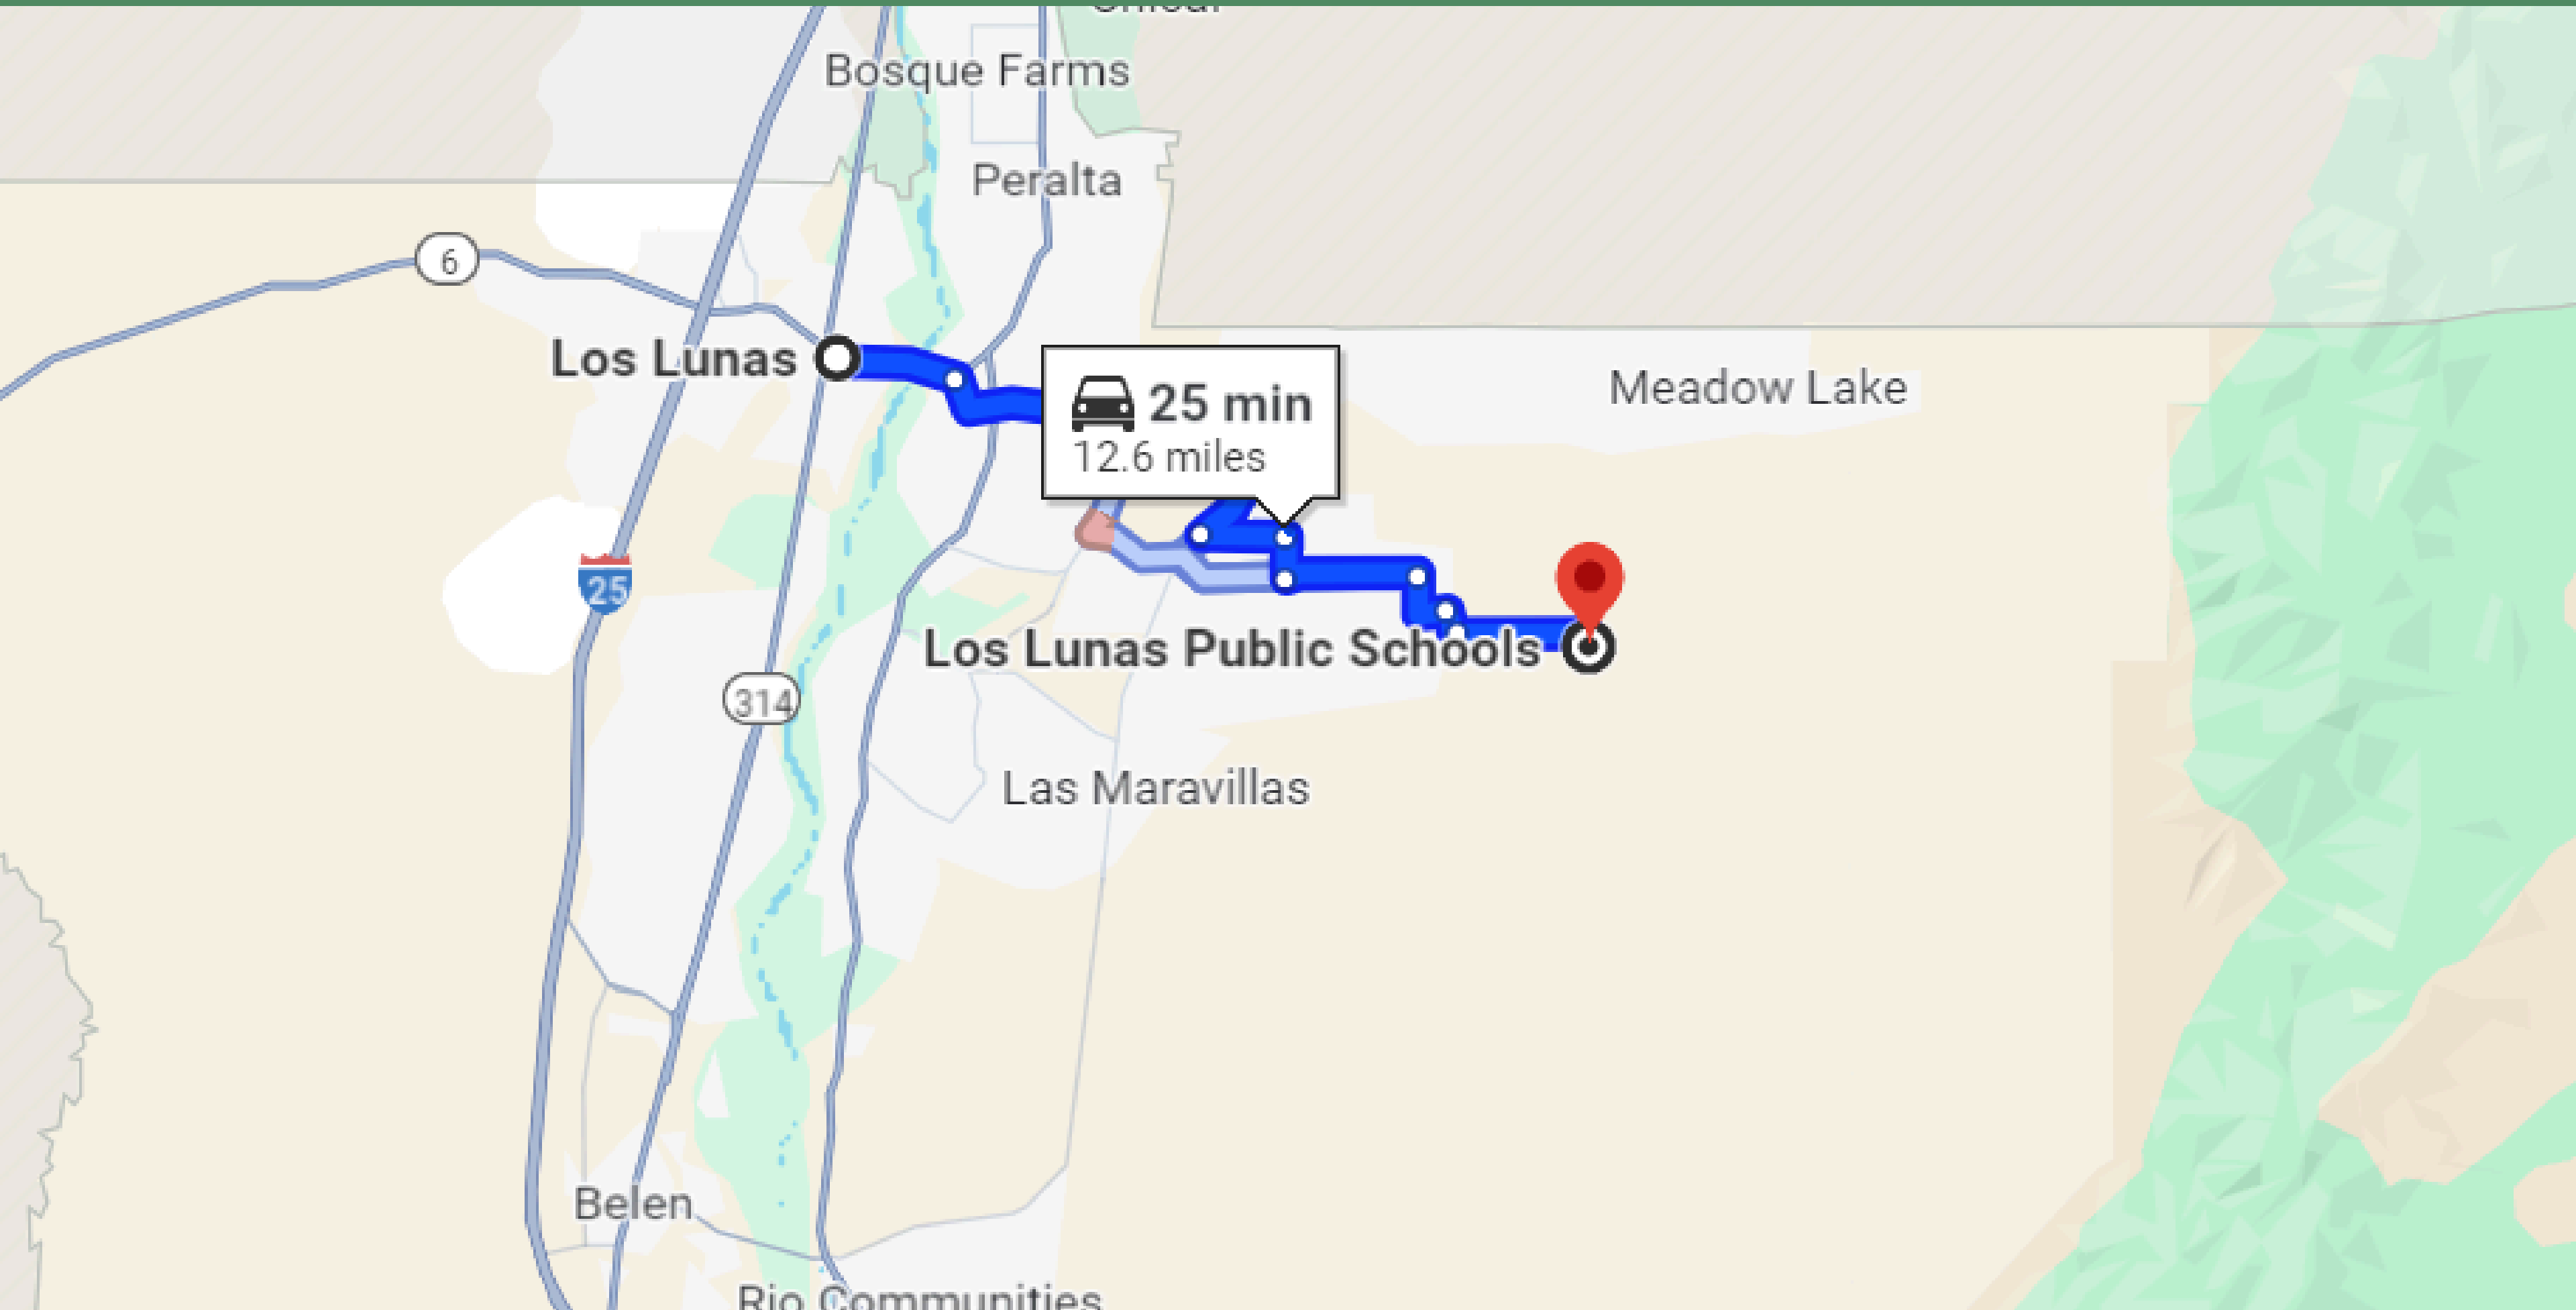 Bosque Farms
Peralta
6
Los Lunas
25 min
12.6 miles
Meadow Lake
25
Los Lunas Public Schools
314
Las Maravillas
Belen
Rio Communities